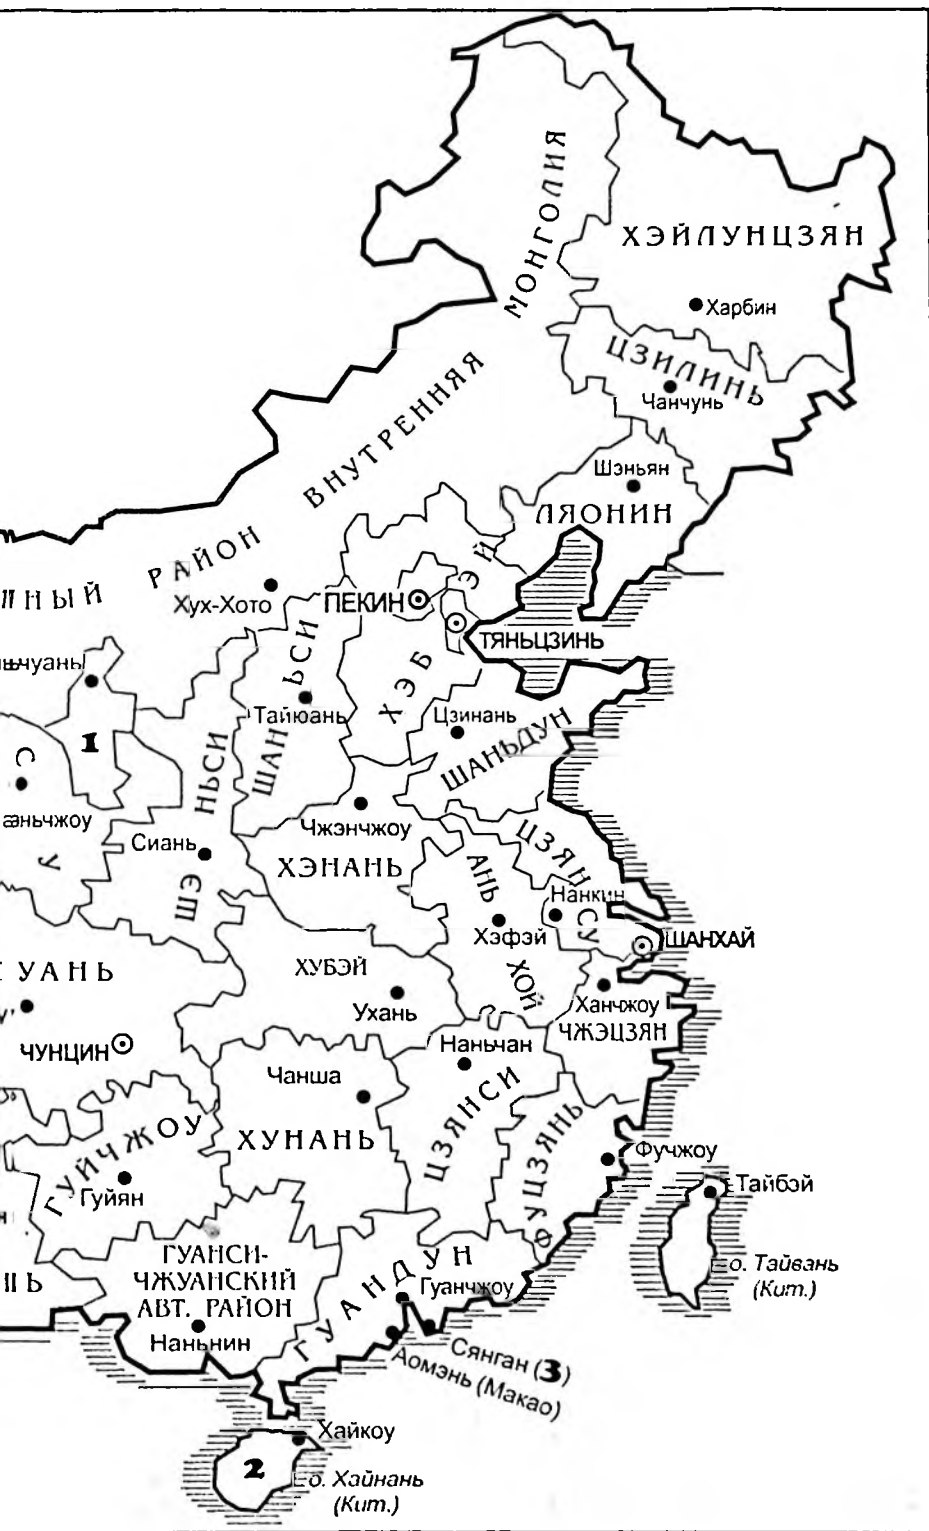 МОНГОЛИЯ
ХЭЙЛУНЦЗЯН
Харбин
ЦЗИЛИНЬ
Чанчунь
ВНУТРЕННЯЯ
Шэньян
ЛЯОНИН
РАЙОН
Хух-Хото
ПЕКИН
ХЭБЭЙ
ТЯНЬЦЗИНЬ
1
Тайюань
ШАНЬСИ
Цзинань
ШАНЬДУН
Чжэнчжоу
Сиань
ШЭНЬСИ
ХЭНАНЬ
ЦЗЯНСУ
АНЬХОЙ
Нанкин
Хэфэй
ШАНХАЙ
УАНЬ
ХУБЭЙ
Ухань
Ханчжоу
ЧЖЭЦЗЯН
ЧУНЦИН
Чанша
Наньчан
ХУНАНЬ
ЦЗЯНСИ
ФУЦЗЯНЬ
Фучжоу
ГУЙЧЖОУ
Гуйян
Тайбэй
о. Тайвань
(Кит.)
ГУАНСИ-
ЧЖУАНСКИЙ
АВТ. РАЙОН
Наньнин
ГУАНДУН
Гуанчжоу
Сянган (3)
Аомэнь (Макао)
Хайкоу
2
о. Хайнань
(Кит.)